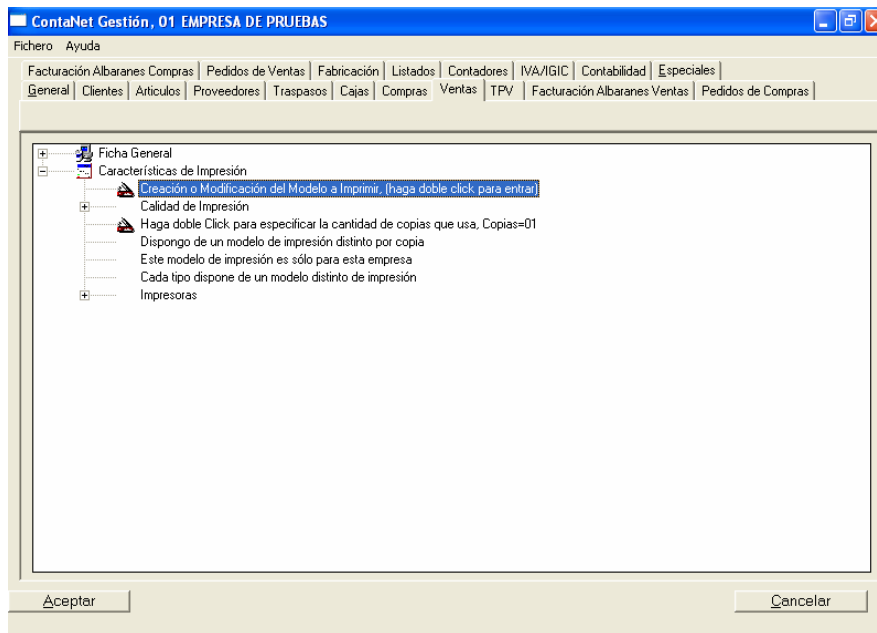 ContaNet Gestión, 01 EMPRESA DE PRUEBAS
Fichero Ayuda
Facturación Albaranes Compras Pedidos de Ventas Fabricación Listados Contadores IVA/IGIC Contabilidad Especiales
General Clientes Articulos Proveedores Traspasos Cajas Compras Ventas TPV Facturación Albaranes Ventas Pedidos de Compras
Ficha General
Características de Impresión
Creación o Modificación del Modelo a Imprimir, (haga doble click para entrar)
Calidad de Impresión
Haga doble Click para especificar la cantidad de copias que usa, Copias=01
Dispongo de un modelo de impresión distinto por copia
Este modelo de impresión es sólo para esta empresa
Cada tipo dispone de un modelo distinto de impresión
Impresoras
Aceptar Cancelar